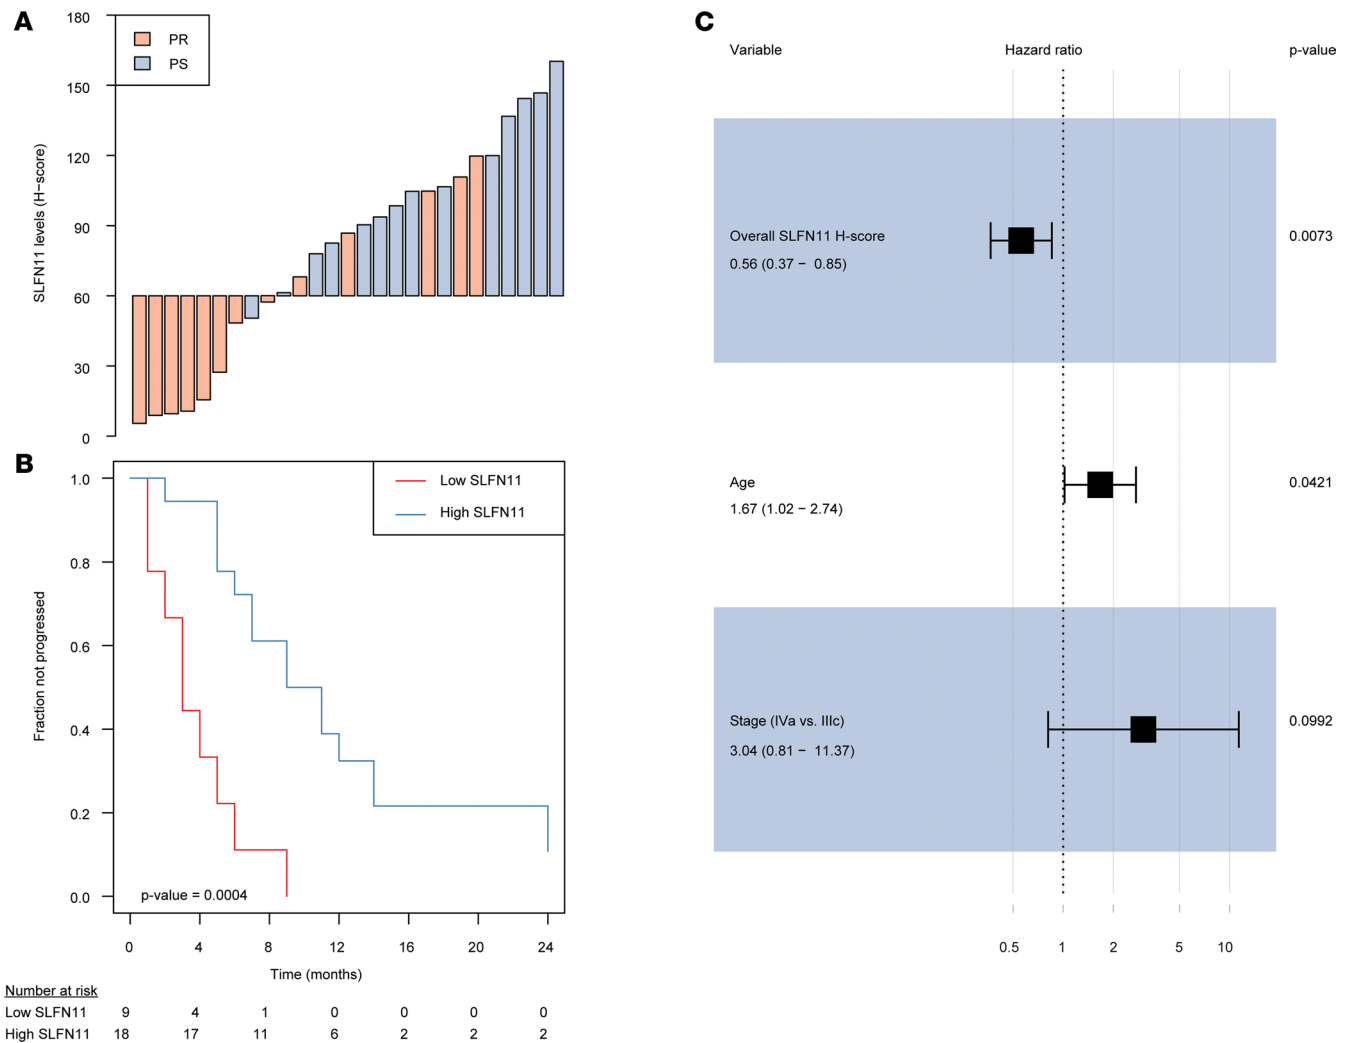 A
180
150
120
90
60
30
0
SLFN11 levels (H−score)
PR
PS
B
1.0
0.8
0.6
0.4
0.2
0.0
Fraction not progressed
Low SLFN11
High SLFN11
p-value = 0.0004
0 4 8 12 16 20 24
Time (months)
Number at risk
Low SLFN11 9 4 1 0 0 0 0
High SLFN11 18 17 11 6 2 2 2
C
Variable Hazard ratio p-value
Overall SLFN11 H-score 0.0073
0.56 (0.37 − 0.85)
Age 0.0421
1.67 (1.02 − 2.74)
Stage (IVa vs. IIIc) 0.0992
3.04 (0.81 − 11.37)
0.5 1 2 5 10